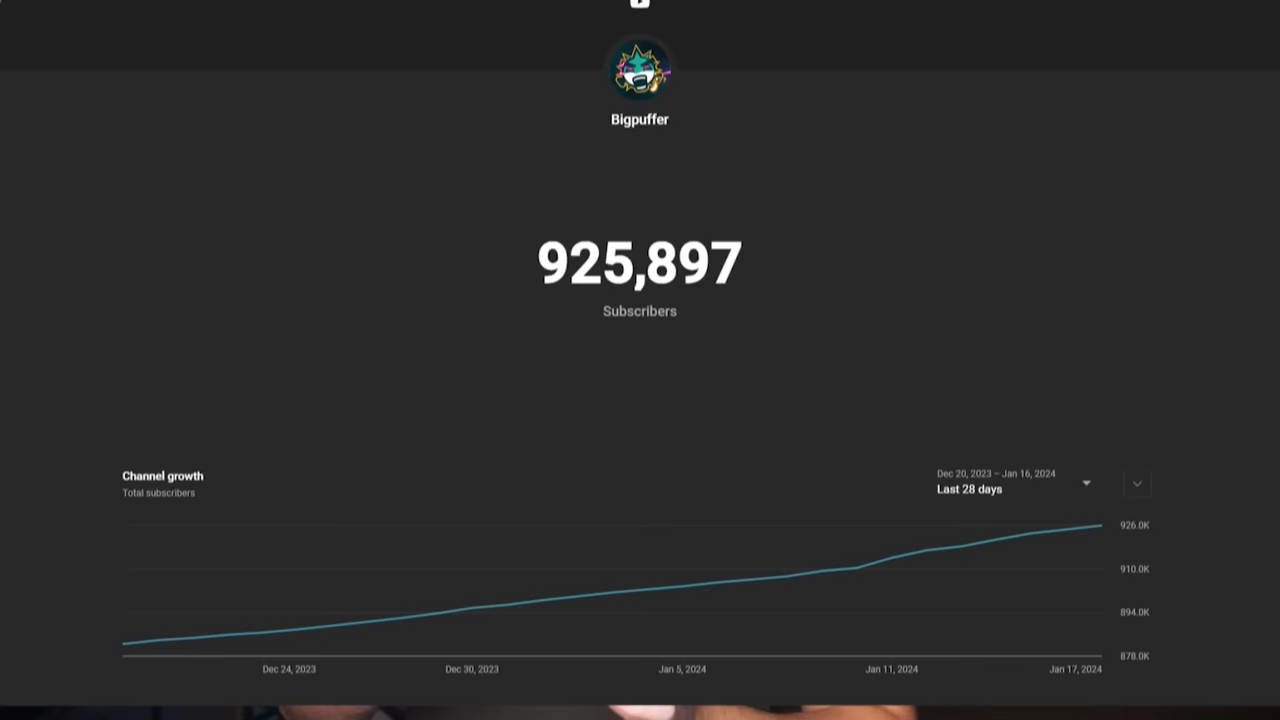 Bigpuffer
925,897
Subscribers
Channel growth
Total subscribers
Dec 20, 2023 – Jan 16, 2024
Last 28 days
926.0K
910.0K
894.0K
878.0K
Dec 24, 2023 Dec 30, 2023 Jan 5, 2024 Jan 11, 2024 Jan 17, 2024